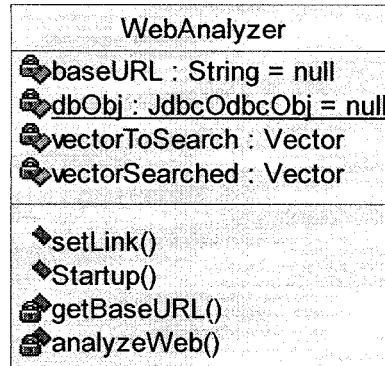 WebAnalyzer
baseURL : String = null
dbObj : JdbcOdbcObj = null
vectorToSearch : Vector
vectorSearched : Vector
setLink()
Startup()
getBaseURL()
analyzeWeb()